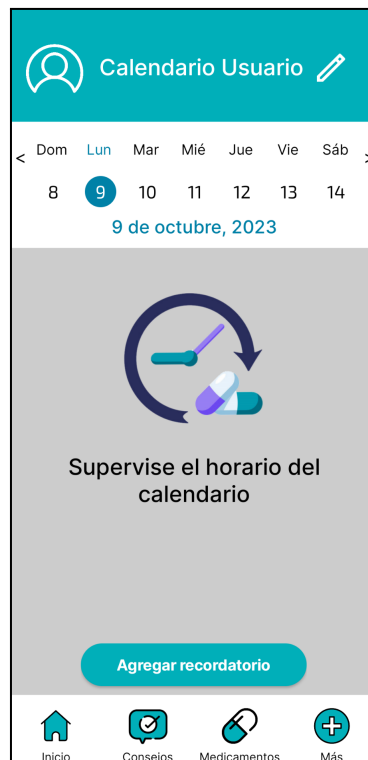 Calendario Usuario
< Dom Lun Mar Mié Jue Vie Sáb >
8 9 10 11 12 13 14
9 de octubre, 2023
Supervise el horario del
calendario
Agregar recordatorio
Inicio Consejos Medicamentos Más